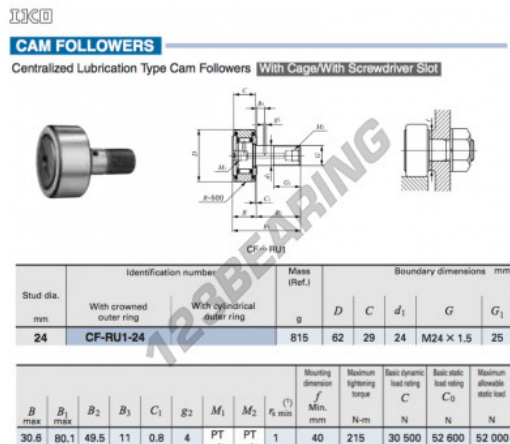 IKO
CAM FOLLOWERS
Centralized Lubrication Type Cam Followers With Cage/With Screwdriver Slot
CF-RU1
123BEARING
Stud dia. mm Identification number Mass (Ref.) g Boundary dimensions mm
With crowned outer ring With cylindrical outer ring D C d1 G G1
24 CF-RU1-24 815 62 29 24 M24 × 1.5 25
B max B1 max B2 B3 C1 g2 M1 M2 rs min (1) Mounting dimension f Min. mm Maximum tightening torque N-m Basic dynamic load rating C N Basic static load rating C0 N Maximum allowable static load N
30.6 80.1 49.5 11 0.8 4 PT PT 1 40 215 30 500 52 600 52 000